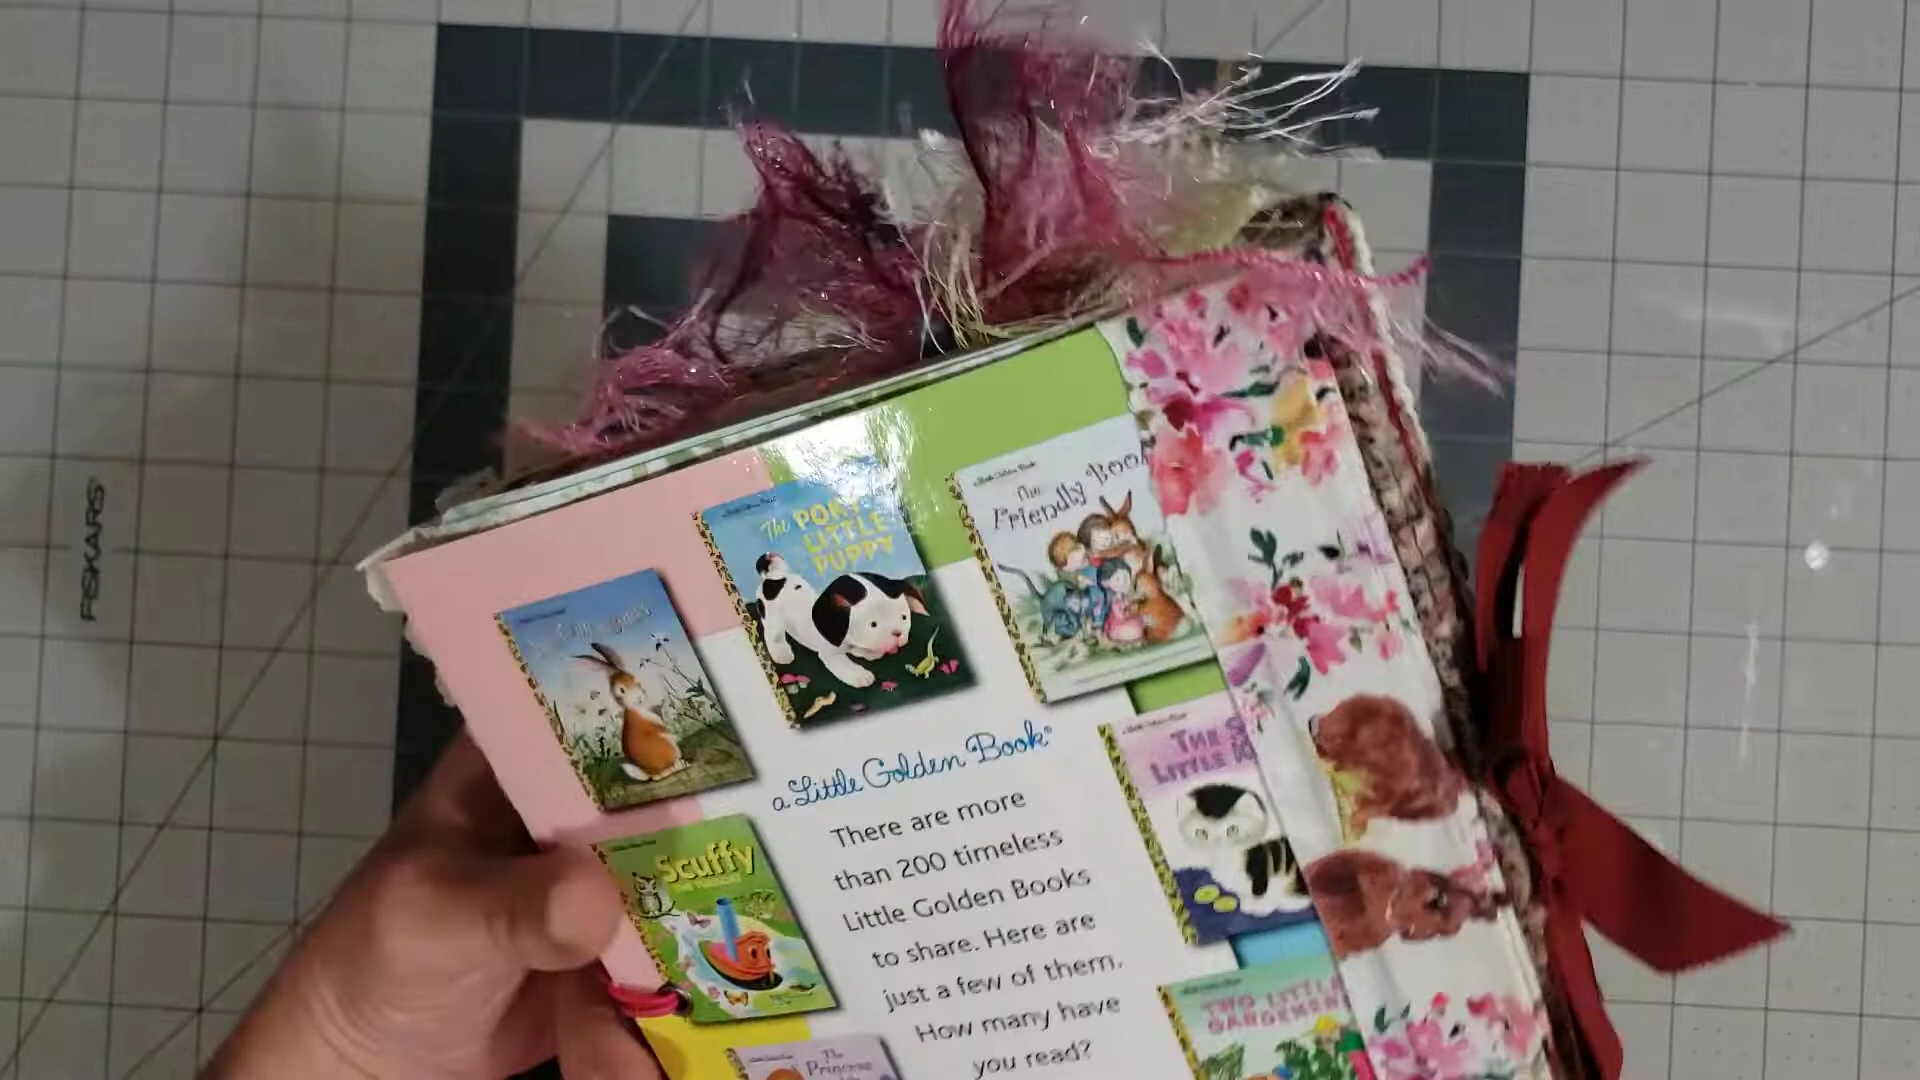 FISKARS
The POKY
LITTLE
PUPPY
The
Friendly Book
a Little Golden Book®
There are more
than 200 timeless
Little Golden Books
to share. Here are
just a few of them.
How many have
you read?
Scuffy
THE S
LITTLE K
TWO LITTLE
GARDENERS
The
Princess